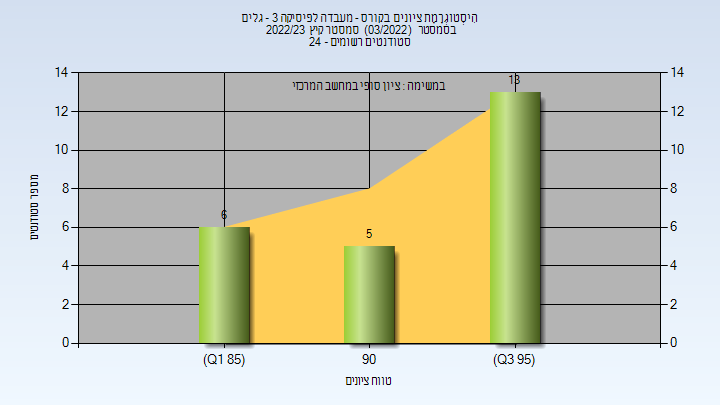 היסטוגרמת ציונים בקורס - מעבדה לפיסיקה 3 - גלים
בסמסטר (03/2022) סמסטר קיץ 2022/23
סטודנטים רשומים - 24
במשימה : ציון סופי במחשב המרכזי
14
12
10
8
6
4
2
0
14
12
10
8
6
4
2
0
מספר סטודנטים
6
5
13
(Q1 85)
90
(Q3 95)
טווח ציונים